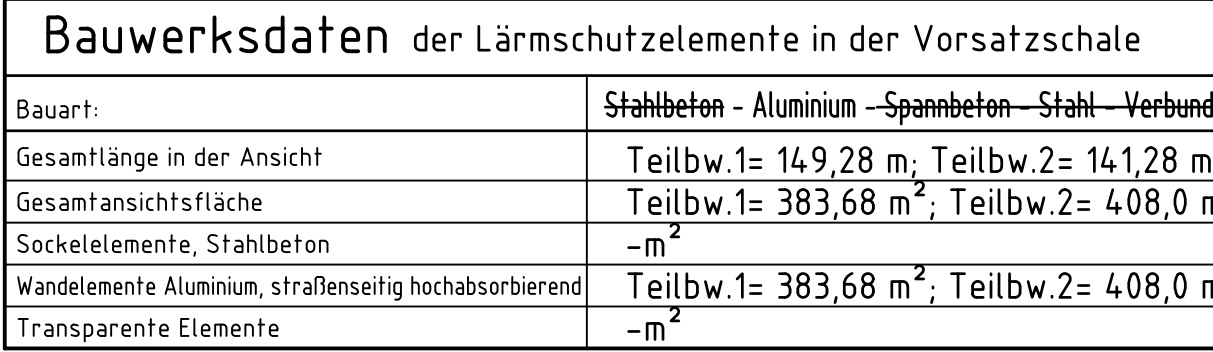 Bauwerksdaten der Lärmschutzelemente in der Vorsatzschale
Bauart: Stahlbeton - Aluminium - Spannbeton - Stahl - Verbund
Gesamtlänge in der Ansicht Teilbw.1= 149,28 m; Teilbw.2= 141,28 m
Gesamtansichtsfläche Teilbw.1= 383,68 m²; Teilbw.2= 408,0 m
Sockelelemente, Stahlbeton -m²
Wandelemente Aluminium, straßenseitig hochabsorbierend Teilbw.1= 383,68 m²; Teilbw.2= 408,0 m
Transparente Elemente -m²